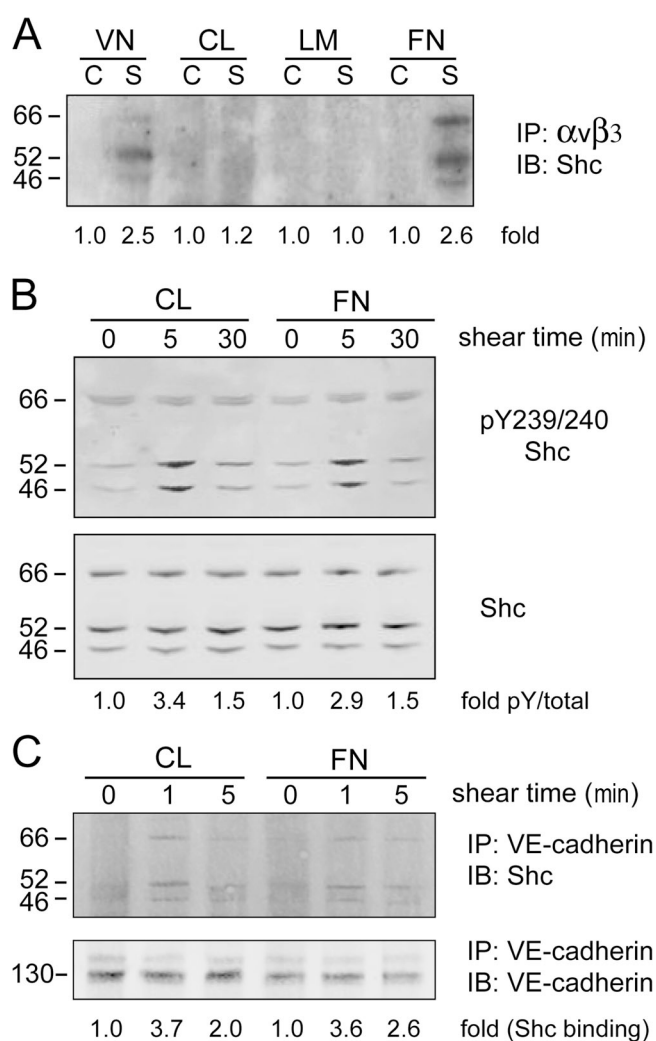 A
VN CL LM FN
C S C S C S C S
66
52
46
IP: αvβ3
IB: Shc
1.0 2.5 1.0 1.2 1.0 1.0 1.0 2.6 fold
B
CL FN
0 5 30 0 5 30 shear time (min)
66
52
46
pY239/240
Shc
66
52
46
Shc
1.0 3.4 1.5 1.0 2.9 1.5 fold pY/total
C
CL FN
0 1 5 0 1 5 shear time (min)
66
52
46
IP: VE-cadherin
IB: Shc
130
IP: VE-cadherin
IB: VE-cadherin
1.0 3.7 2.0 1.0 3.6 2.6 fold (Shc binding)